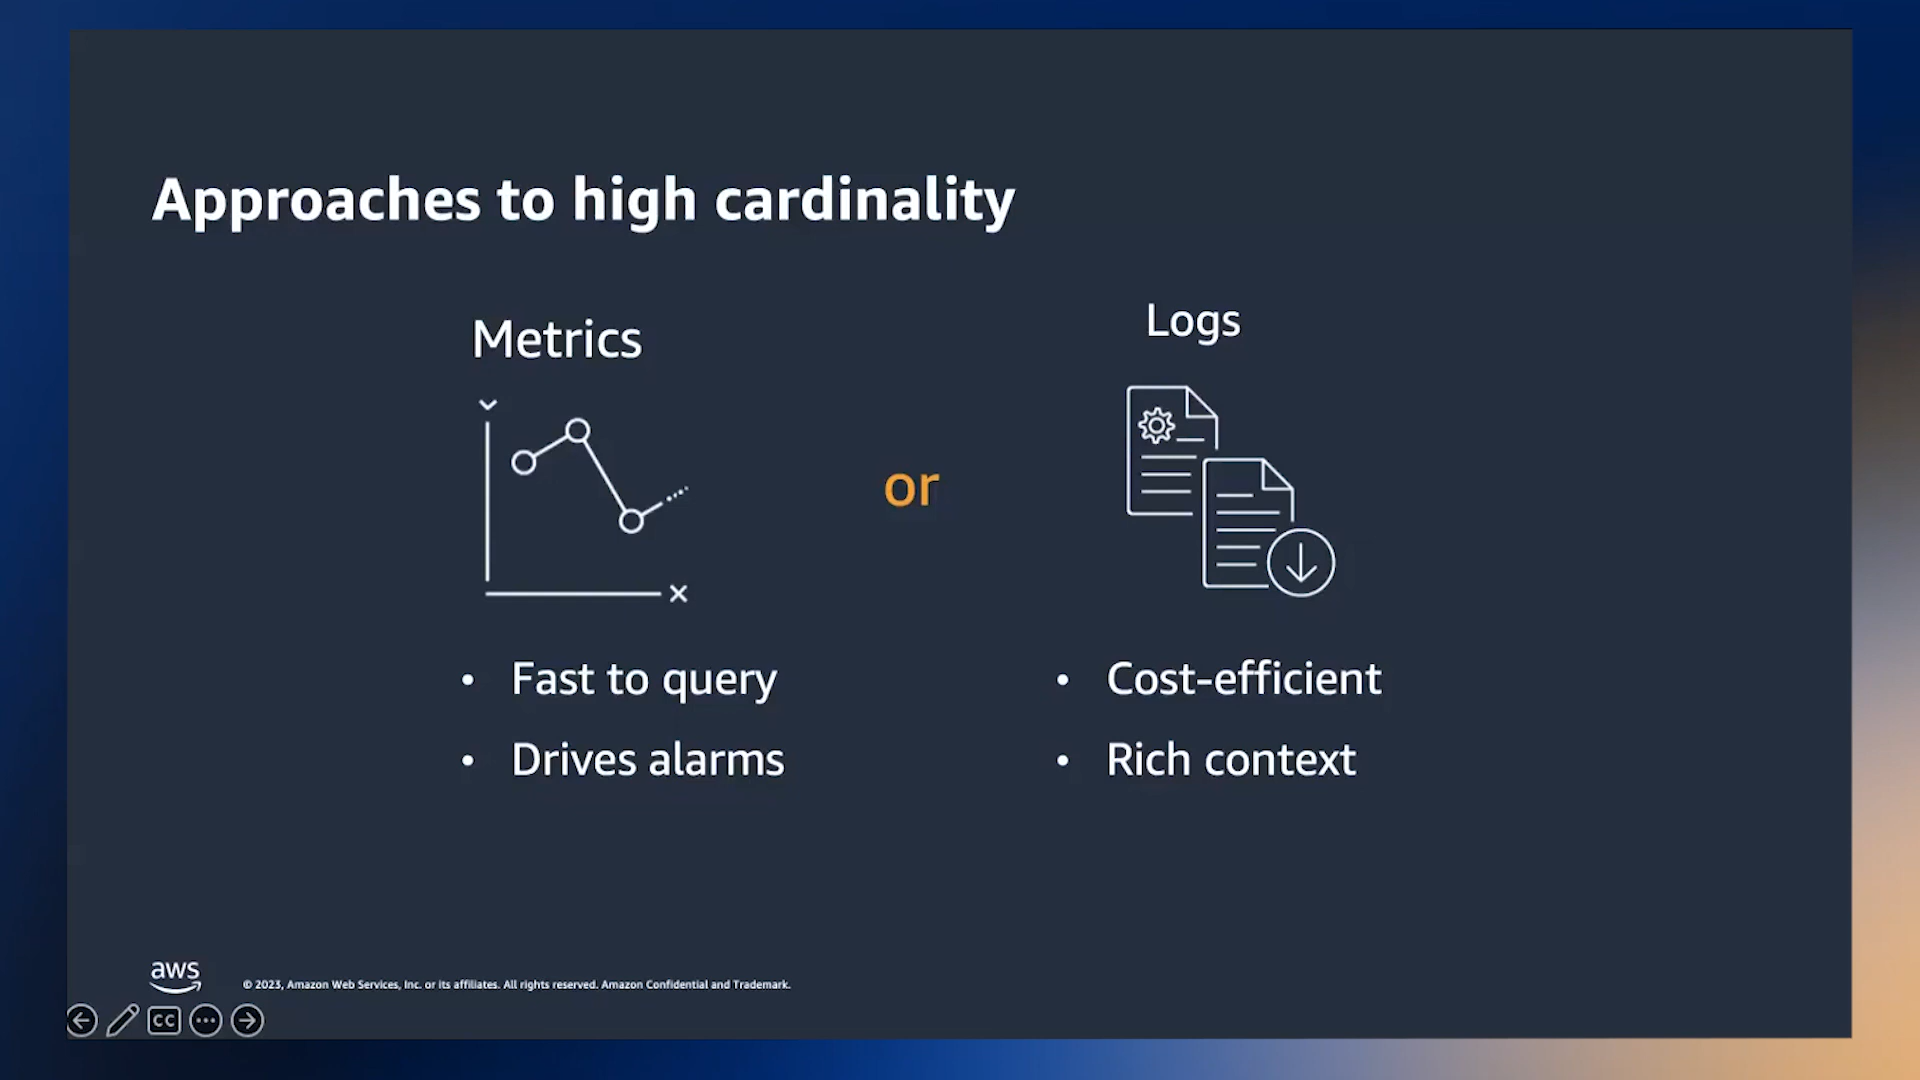 Approaches to high cardinality
Metrics
• Fast to query
• Drives alarms
or
Logs
• Cost-efficient
• Rich context
aws
© 2023, Amazon Web Services, Inc. or its affiliates. All rights reserved. Amazon Confidential and Trademark.
CC